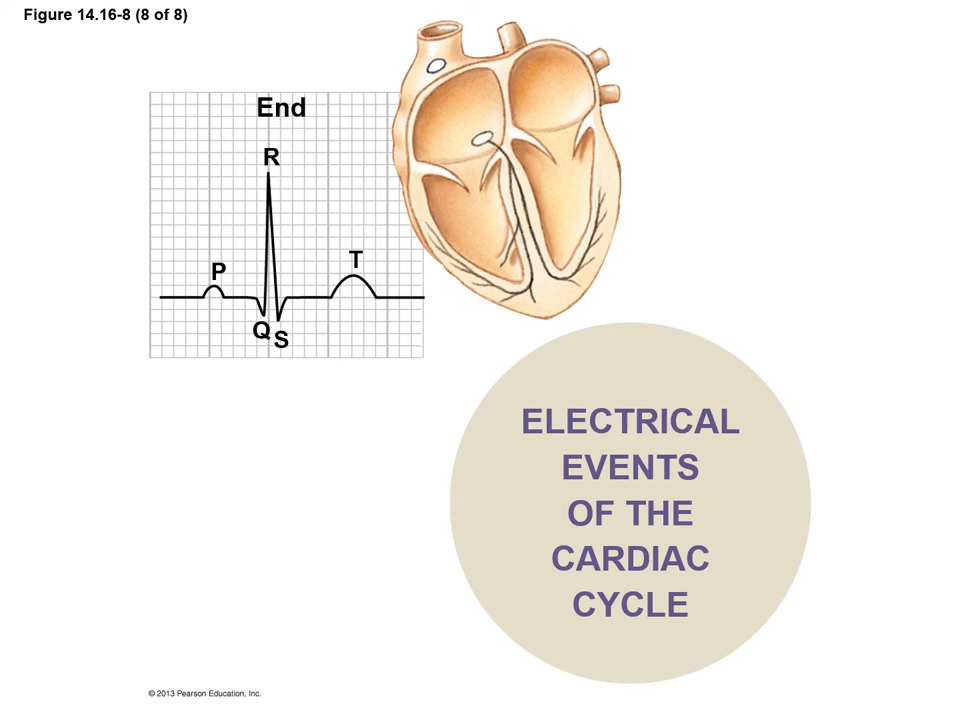 Figure 14.16-8 (8 of 8)
End
R
P
T
Q
S
ELECTRICAL
EVENTS
OF THE
CARDIAC
CYCLE
© 2013 Pearson Education, Inc.